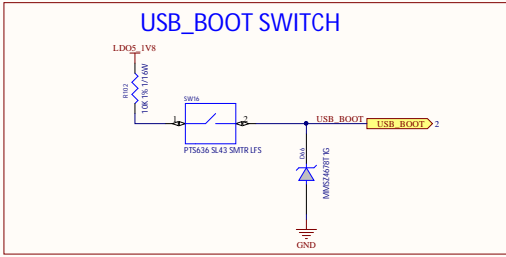 USB_BOOT SWITCH
LDO5_1V8
R102
10K 1% 1/16W
SW16
1
2
PTS636 SL43 SMTR LFS
USB_BOOT
USB_BOOT
2
D66
MMSZ4678T1G
GND